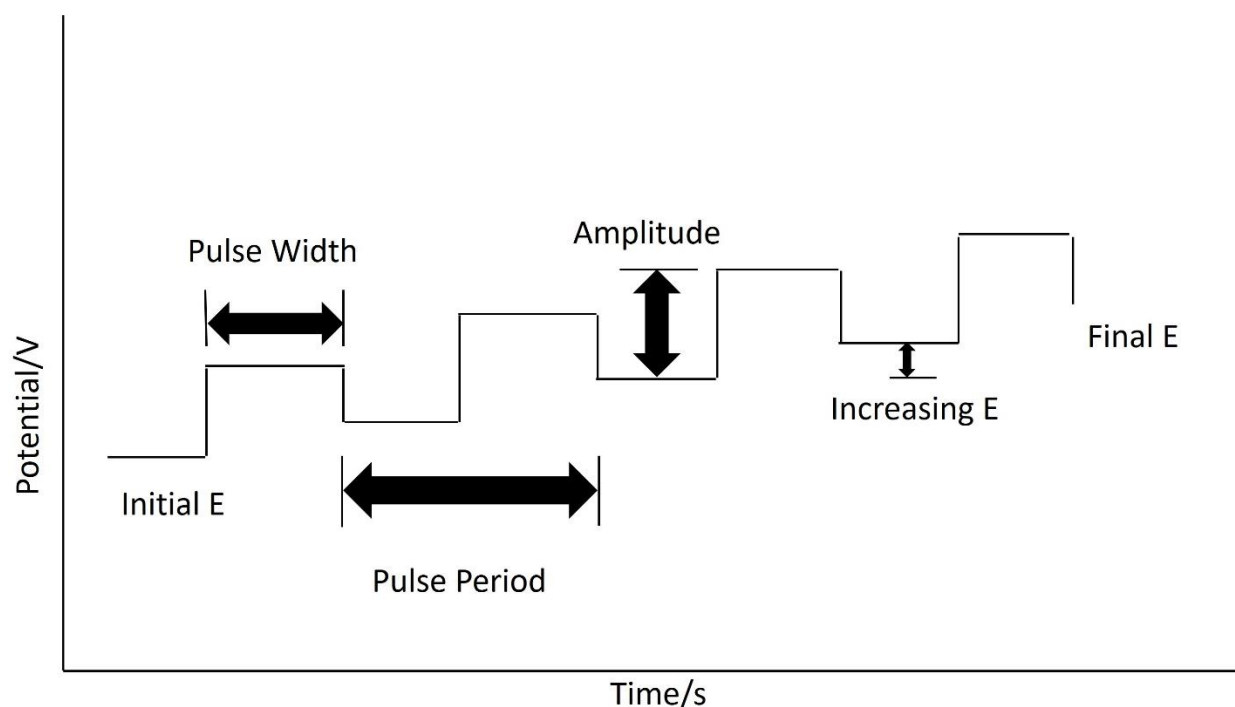 Amplitude
Pulse Width
Final E
Increasing E
Potential/V
Initial E
Pulse Period
Time/s